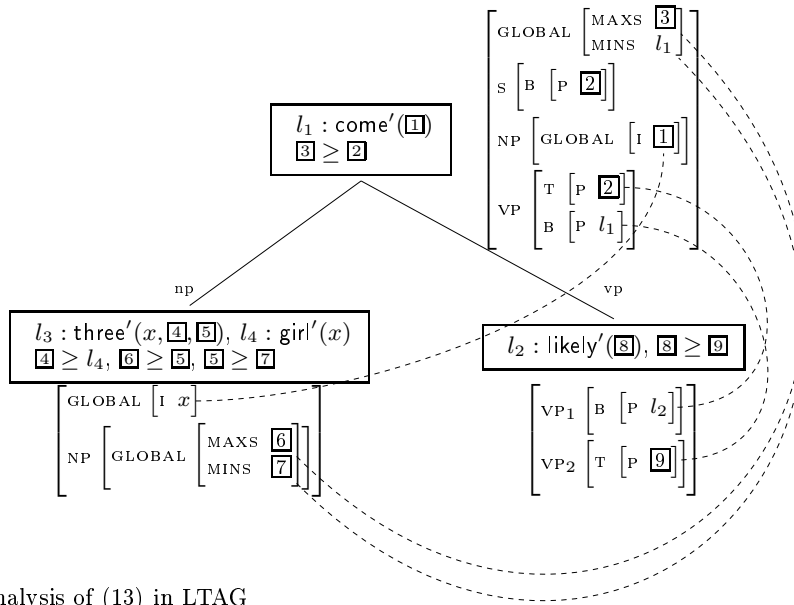 GLOBAL [MAXS 3
MINS l₁]
S [B [P 2]]
l₁ : come′(1)
3 ≥ 2
NP [GLOBAL [I 1]]
VP [T [P 2]
B [P l₁]]
np
vp
l₃ : three′(x, 4, 5), l₄ : girl′(x)
4 ≥ l₄, 6 ≥ 5, 5 ≥ 7
l₂ : likely′(8), 8 ≥ 9
GLOBAL [I x]
NP [GLOBAL [MAXS 6
MINS 7]]
VP₁ [B [P l₂]]
VP₂ [T [P 9]]
nalysis of (13) in LTAG